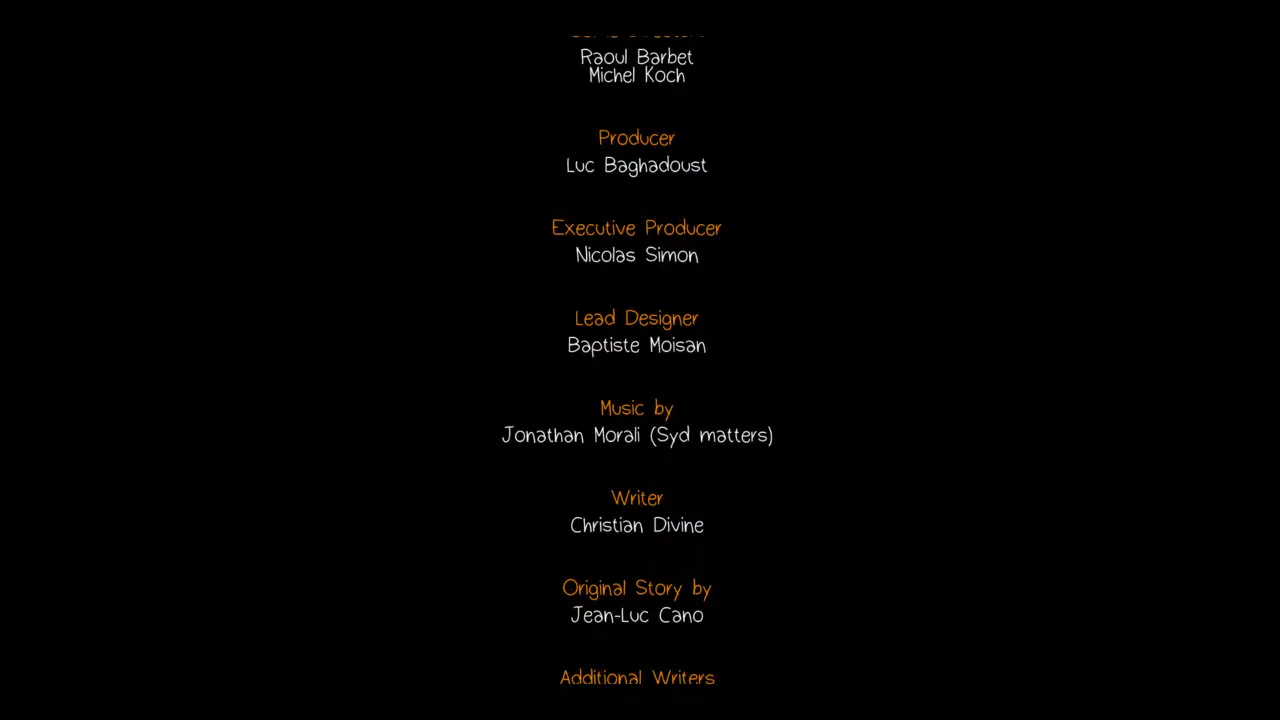 Raoul Barbet
Michel Koch
Producer
Luc Baghadoust
Executive Producer
Nicolas Simon
Lead Designer
Baptiste Moisan
Music by
Jonathan Morali (Syd matters)
Writer
Christian Divine
Original Story by
Jean-Luc Cano
Additional Writers